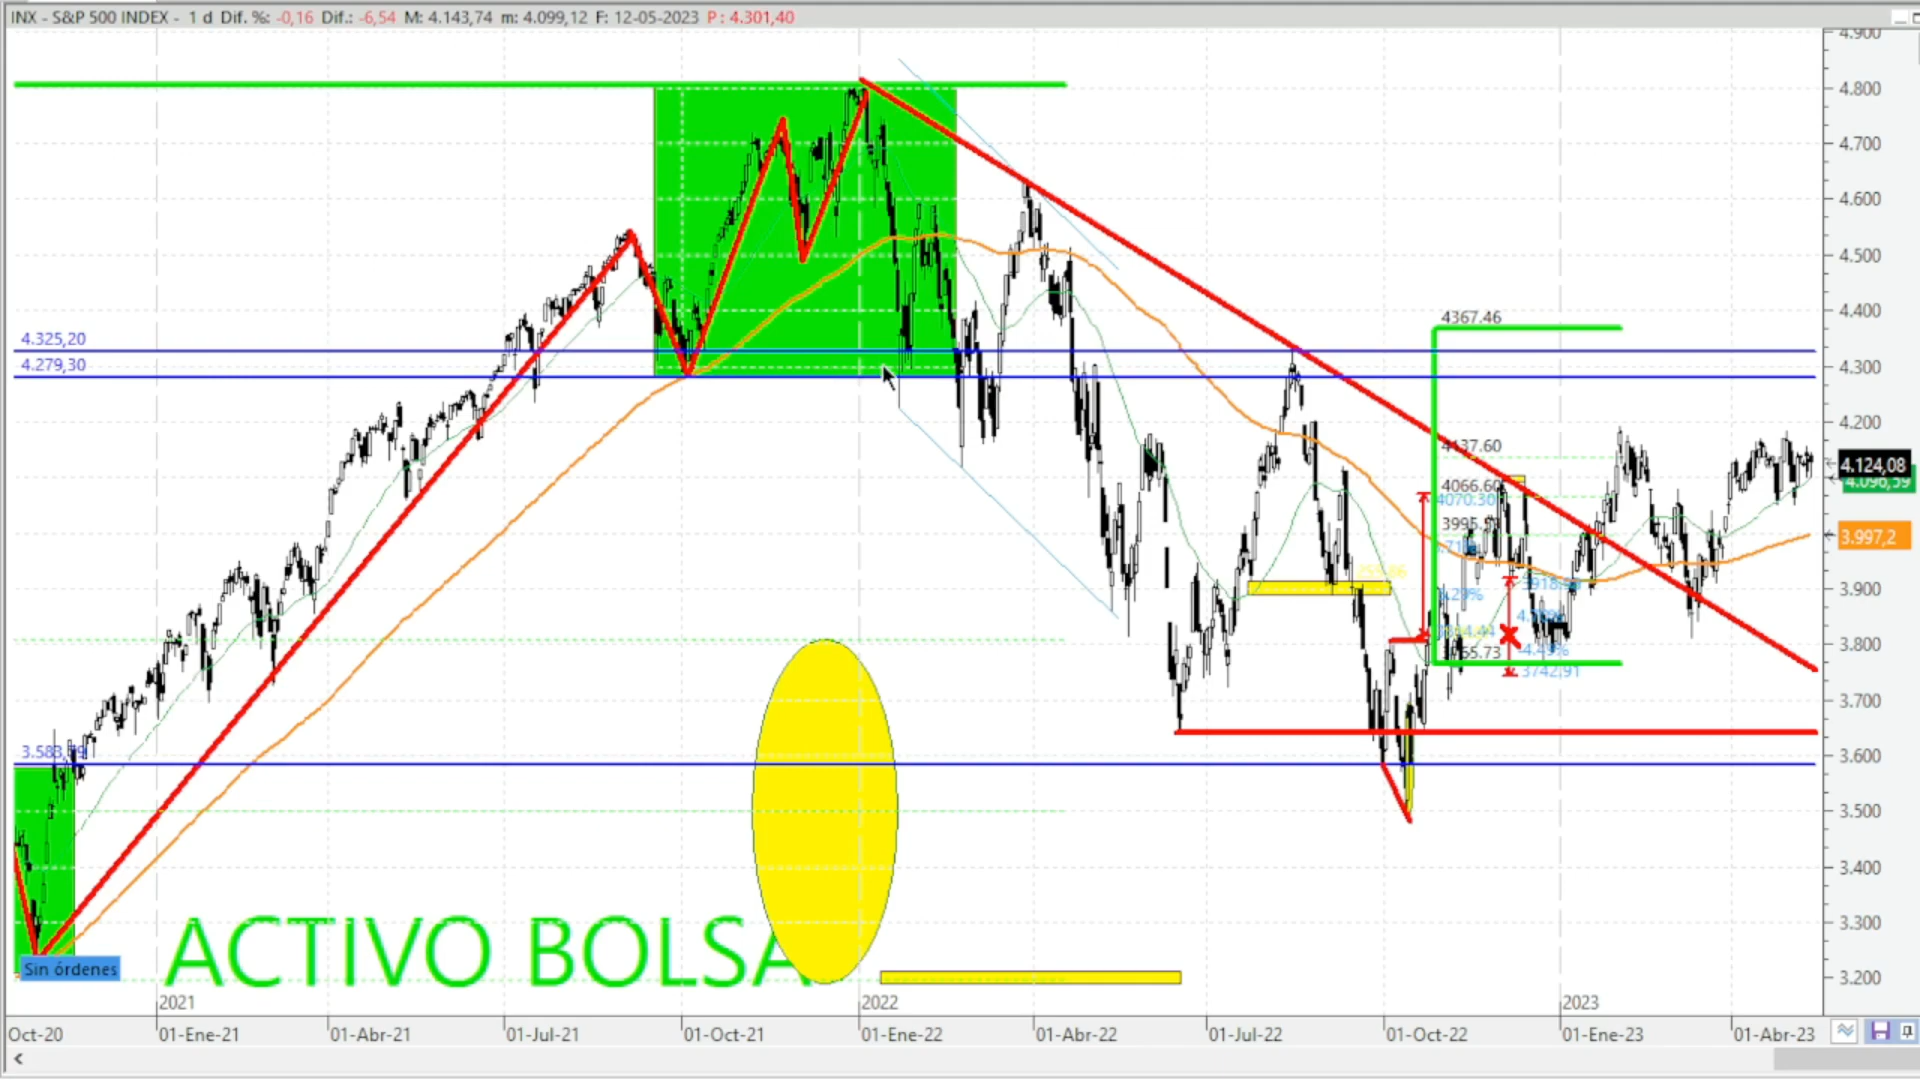 INX - S&P 500 INDEX - 1 d Dif. %: -0,16 Dif.: -6,54 M: 4.143,74 m: 4.099,12 F: 12-05-2023 P: 4.301,40
4.900
4.800
4.700
4.600
4.500
4.400
4.300
4.200
4.124,08
4.096,59
3.997,2
3.900
3.800
3.700
3.600
3.500
3.400
3.300
3.200
4.325,20
4.279,30
4367.46
4137.60
4066.60
4070.30
4.49%
3742,91
ACTIVO BOLSA
Sin órdenes
2021
2022
2023
Oct-20
01-Ene-21
01-Abr-21
01-Jul-21
01-Oct-21
01-Ene-22
01-Abr-22
01-Jul-22
01-Oct-22
01-Ene-23
01-Abr-23